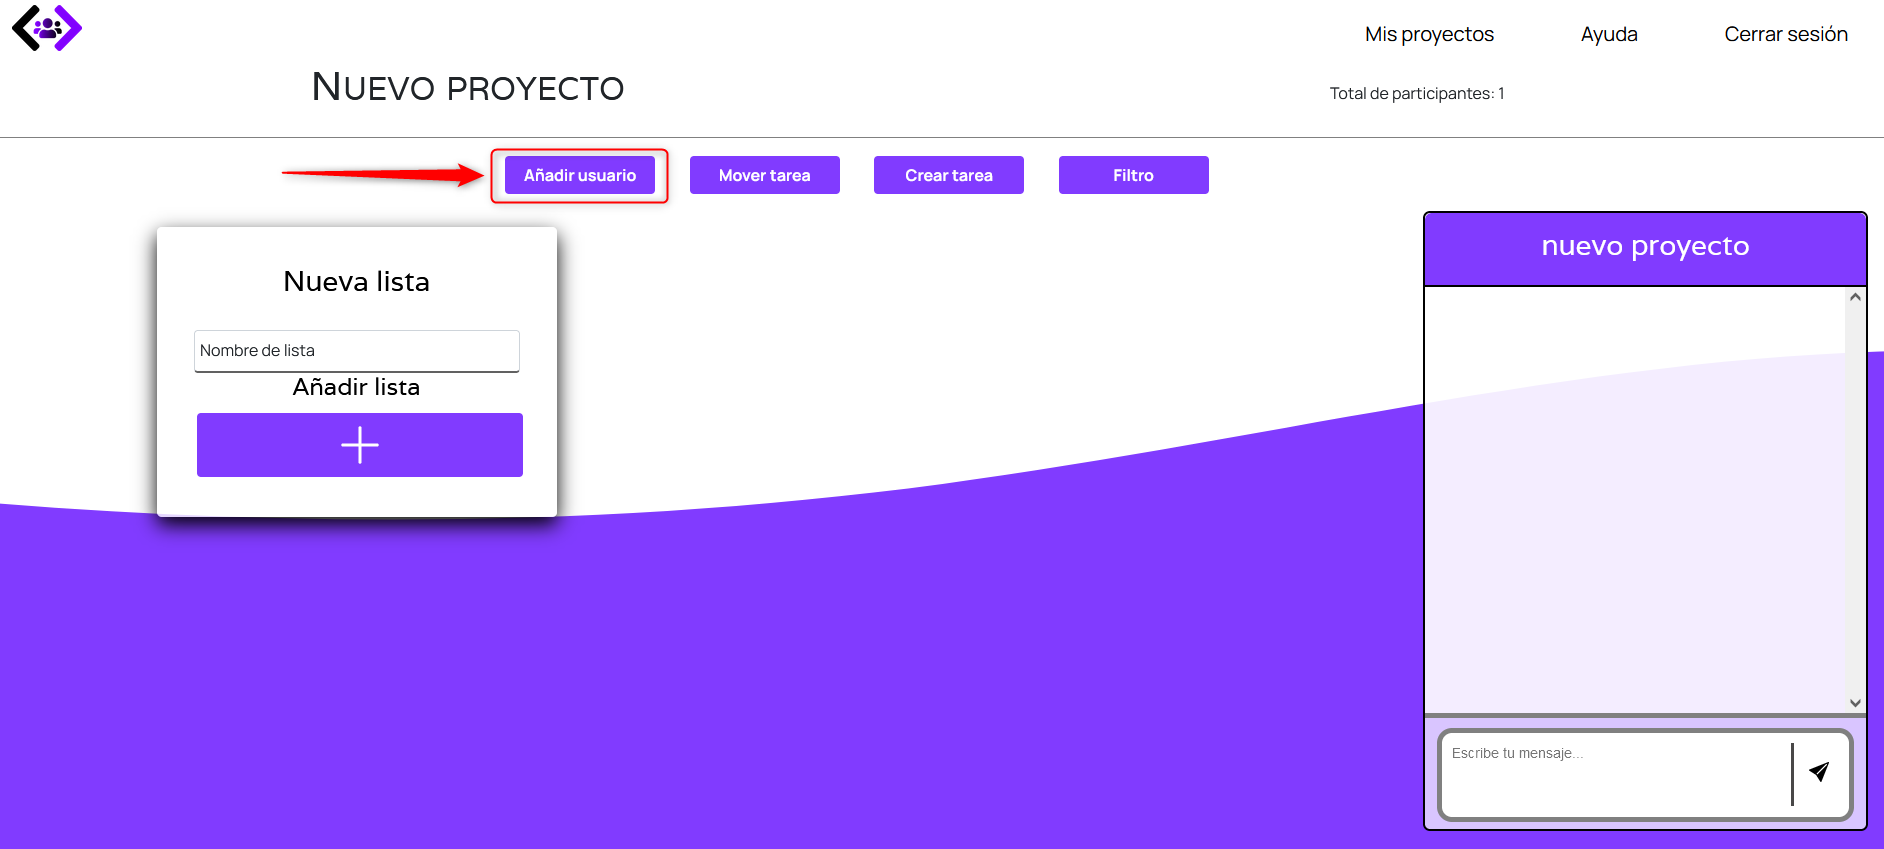 Mis proyectos
Ayuda
Cerrar sesión
Nuevo proyecto
Total de participantes: 1
Añadir usuario
Mover tarea
Crear tarea
Filtro
Nueva lista
Nombre de lista
Añadir lista
nuevo proyecto
Escribe tu mensaje...